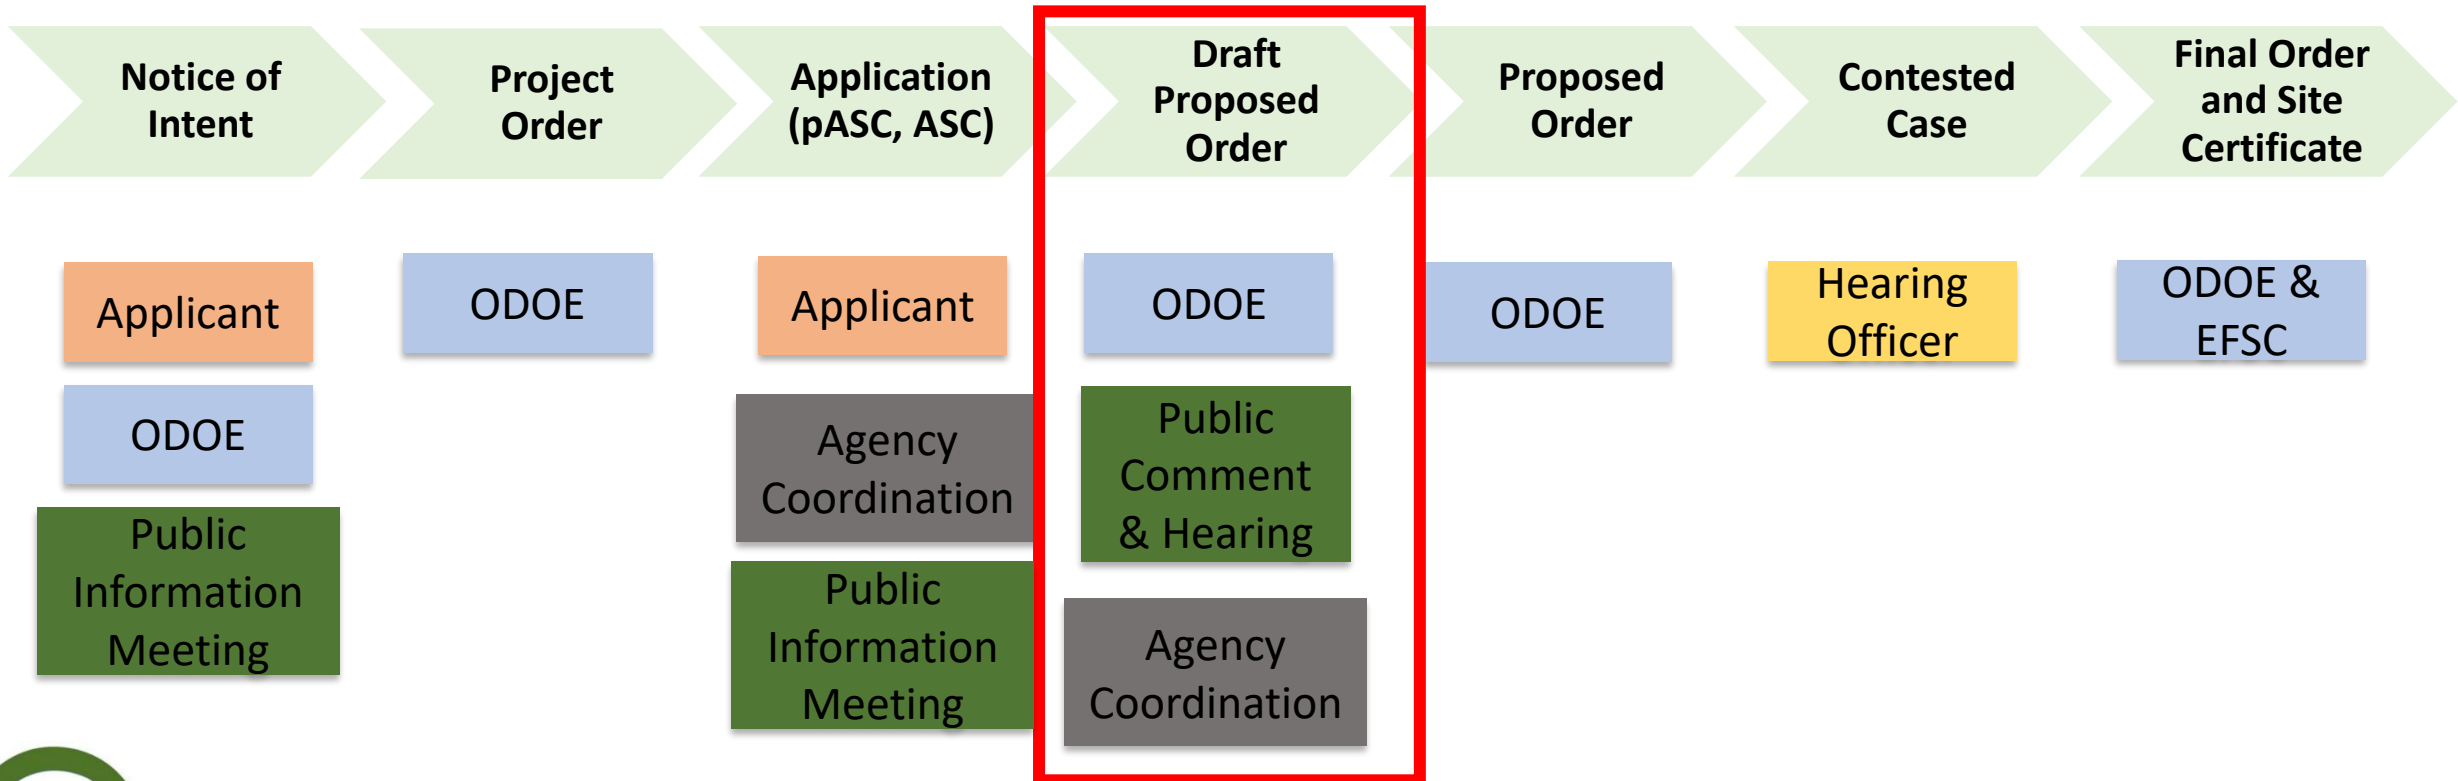 Notice of
Intent
Project
Order
Application
(pASC, ASC)
Draft
Proposed
Order
Proposed
Order
Contested
Case
Final Order
and Site
Certificate
Applicant
ODOE
Public
Information
Meeting
ODOE
Applicant
Agency
Coordination
Public
Information
Meeting
ODOE
Public
Comment
& Hearing
Agency
Coordination
ODOE
Hearing
Officer
ODOE &
EFSC